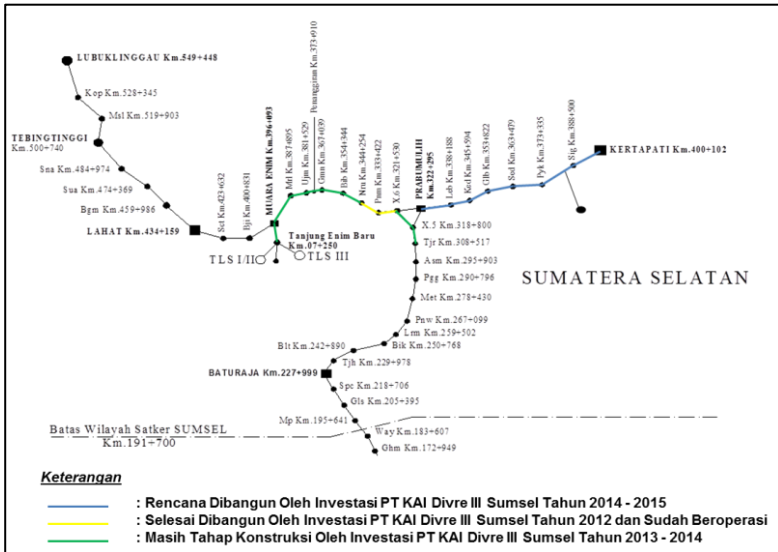 LUBUKLINGGAU Km.549+448
Kop Km.528+345
Msl Km.519+903
TEBINGTINGGI
Km.500+740
Sna Km.484+974
Sua Km.474+369
Bgm Km.459+986
LAHAT Km.434+159
Sct Km.423+632
Bji Km.400+831
MUARA ENIM Km.396+093
Mrl Km.387+895
Ujm Km.381+529
Penanggiran Km.373+910
Gnm Km.367+039
Bib Km.354+344
Nru Km.344+254
Pnm Km.333+422
X.6 Km.321+530
PRABUMULIH
Km.322+295
Leb Km.338+188
Krd Km.345+594
Glb Km.353+822
Srd Km.363+479
Pyk Km.373+335
Sig Km.388+500
KERTAPATI Km.400+102
Tanjung Enim Baru
Km.07+250
TLS I/II
TLS III
X.5 Km.318+800
Tjr Km.308+517
Asm Km.295+903
Pgg Km.290+796
Met Km.278+430
Pnw Km.267+099
Lrm Km.259+502
Bik Km.250+768
Blt Km.242+890
Tjh Km.229+978
BATURAJA Km.227+999
Spc Km.218+706
Gls Km.205+395
Mp Km.195+641
Way Km.183+607
Ghm Km.172+949
SUMATERA SELATAN
Batas Wilayah Satker SUMSEL
Km.191+700
Keterangan
: Rencana Dibangun Oleh Investasi PT KAI Divre III Sumsel Tahun 2014 - 2015
: Selesai Dibangun Oleh Investasi PT KAI Divre III Sumsel Tahun 2012 dan Sudah Beroperasi
: Masih Tahap Konstruksi Oleh Investasi PT KAI Divre III Sumsel Tahun 2013 - 2014